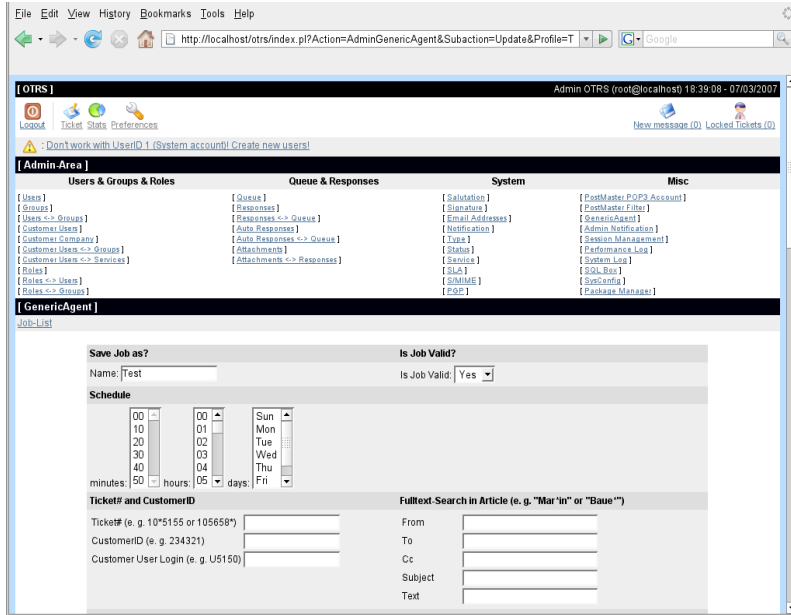 File Edit View History Bookmarks Tools Help
http://localhost/otrs/index.pl?Action=AdminGenericAgent&Subaction=Update&Profile=T
G Google
[ OTRS ] Admin OTRS (root@localhost) 18:39:08 - 07/03/2007
Logout Ticket Stats Preferences New message (0) Locked Tickets (0)
: Don't work with UserID 1 (System account)! Create new users!
[ Admin-Area ]
Users & Groups & Roles Queue & Responses System Misc
[ Users ] [ Queue ] [ Salutation ] [ PostMaster POP3 Account ]
[ Groups ] [ Responses ] [ Signature ] [ PostMaster Filter ]
[ Users <-> Groups ] [ Responses <-> Queue ] [ Email Addresses ] [ GenericAgent ]
[ Customer Users ] [ Auto Responses ] [ Notification ] [ Admin Notification ]
[ Customer Company ] [ Auto Responses <-> Queue ] [ Type ] [ Session Management ]
[ Customer Users <-> Groups ] [ Attachments ] [ Status ] [ Performance Log ]
[ Customer Users <-> Services ] [ Attachments <-> Responses ] [ Service ] [ System Log ]
[ Roles ] [ SLA ] [ SQL Box ]
[ Roles <-> Users ] [ S/MIME ] [ SysConfig ]
[ Roles <-> Groups ] [ PGP ] [ Package Manager ]
[ GenericAgent ]
Job-List
Save Job as? Is Job Valid?
Name: Test Is Job Valid: Yes
Schedule
00 00 Sun
10 01 Mon
20 02 Tue
30 03 Wed
40 04 Thu
minutes: 50 hours: 05 days: Fri
Ticket# and CustomerID Fulltext-Search in Article (e. g. "Mar*in" or "Baue*")
Ticket# (e. g. 10*5155 or 105658*) From
CustomerID (e. g. 234321) To
Customer User Login (e. g. U5150) Cc
Subject
Text